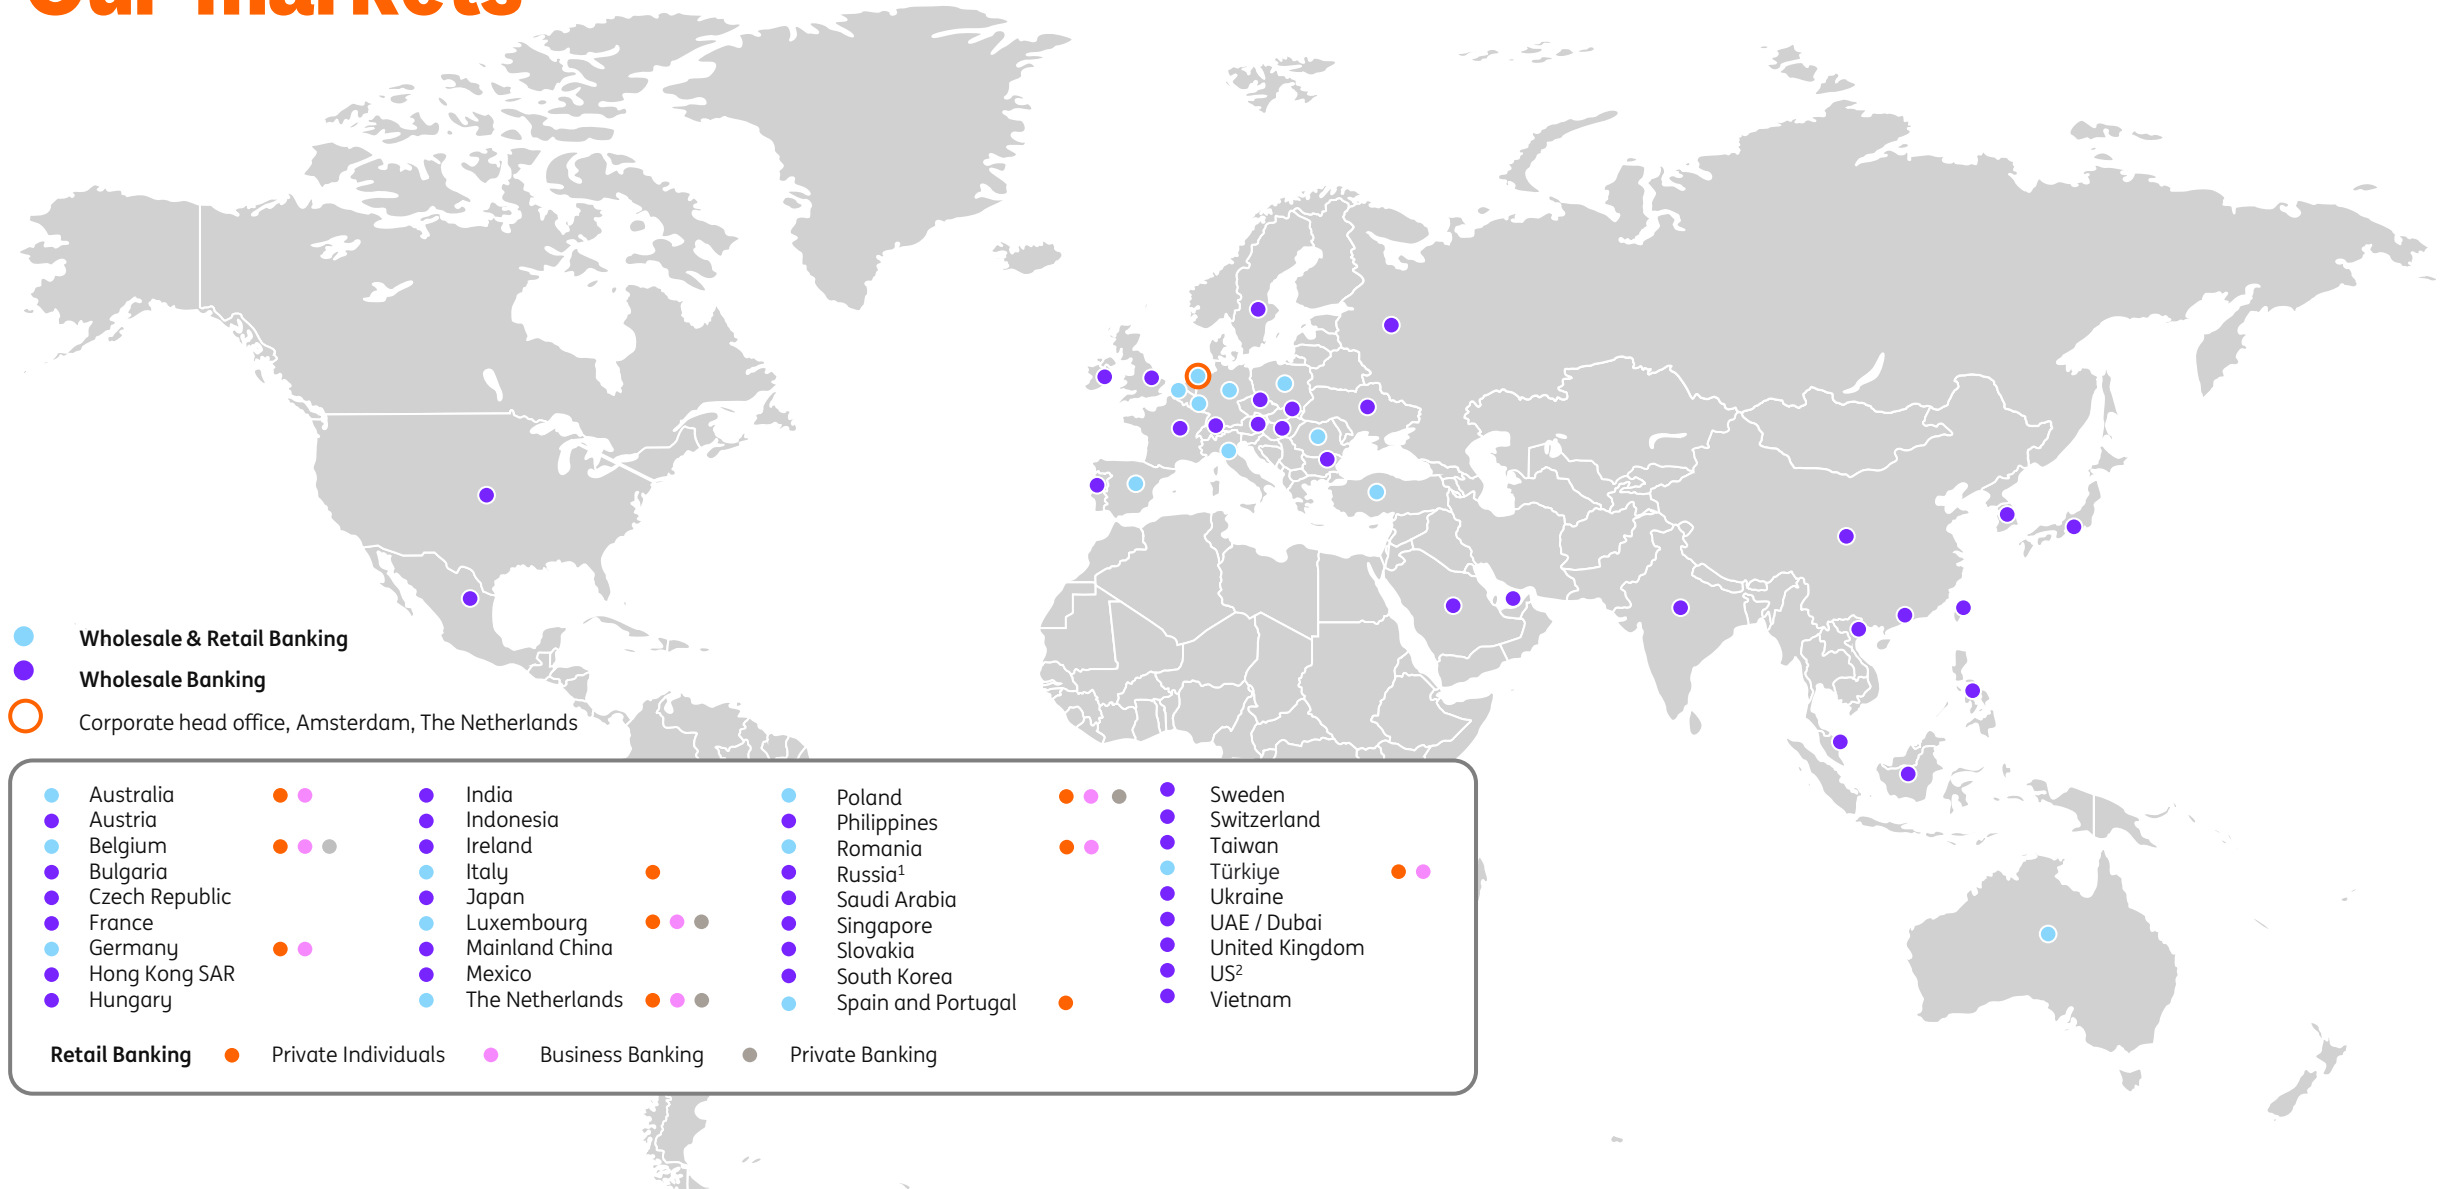 Our markets
Wholesale & Retail Banking
Wholesale Banking
Corporate head office, Amsterdam, The Netherlands
Australia
Austria
Belgium
Bulgaria
Czech Republic
France
Germany
Hong Kong SAR
Hungary
India
Indonesia
Ireland
Italy
Japan
Luxembourg
Mainland China
Mexico
The Netherlands
Poland
Philippines
Romania
Russia¹
Saudi Arabia
Singapore
Slovakia
South Korea
Spain and Portugal
Sweden
Switzerland
Taiwan
Türkiye
Ukraine
UAE / Dubai
United Kingdom
US²
Vietnam
Retail Banking Private Individuals Business Banking Private Banking